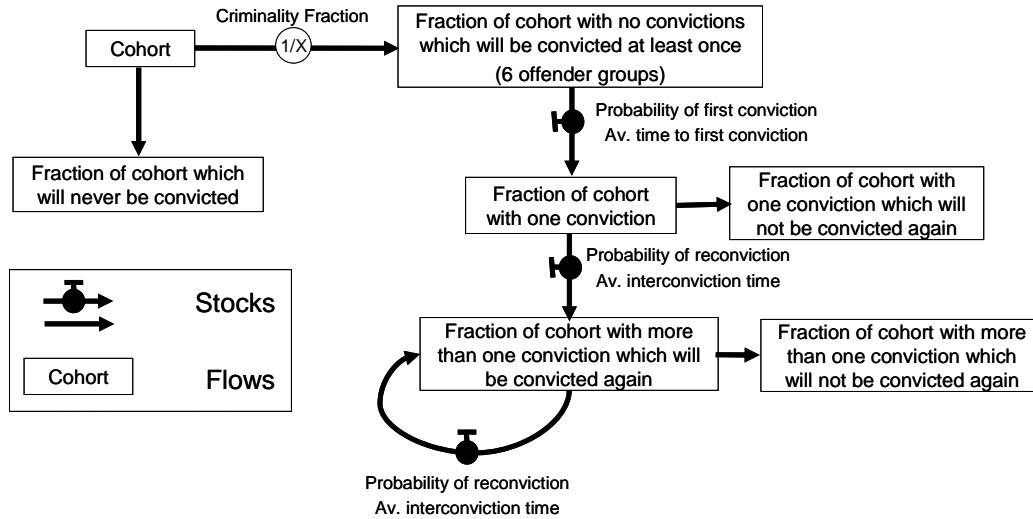 Criminality Fraction
Cohort
1/X
Fraction of cohort with no convictions
which will be convicted at least once
(6 offender groups)
Probability of first conviction
Av. time to first conviction
Fraction of cohort which
will never be convicted
Fraction of cohort
with one conviction
Fraction of cohort with
one conviction which will
not be convicted again
Probability of reconviction
Av. interconviction time
Stocks
Cohort
Flows
Fraction of cohort with more
than one conviction which will
be convicted again
Fraction of cohort with more
than one conviction which
will not be convicted again
Probability of reconviction
Av. interconviction time